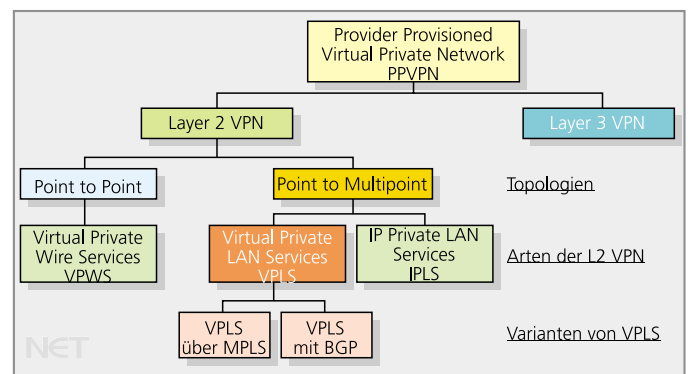 Provider Provisioned
Virtual Private Network
PPVPN
Layer 2 VPN
Layer 3 VPN
Point to Point
Point to Multipoint
Topologien
Virtual Private
Wire Services
VPWS
Virtual Private
LAN Services
VPLS
IP Private LAN
Services
IPLS
Arten der L2 VPN
VPLS
über MPLS
VPLS
mit BGP
Varianten von VPLS
NET